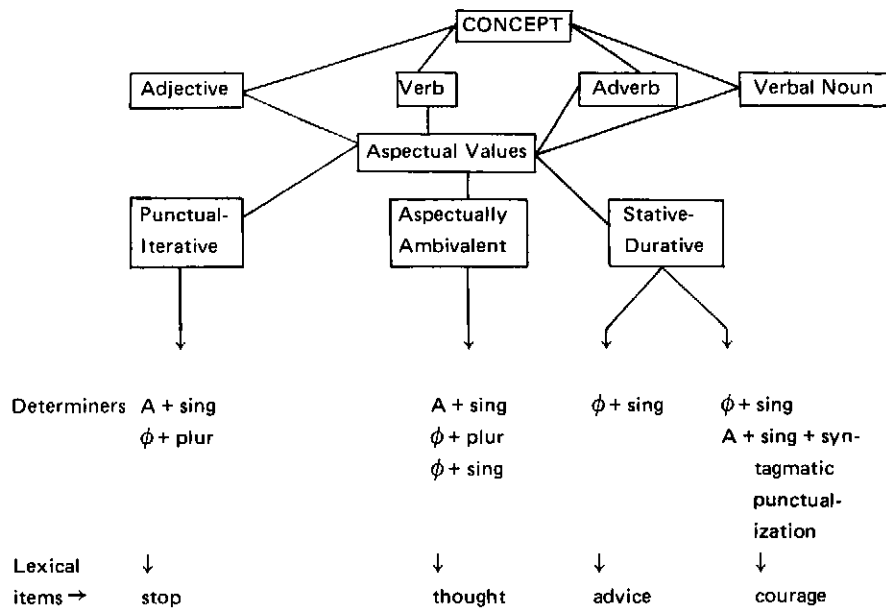 CONCEPT
Adjective Verb Adverb Verbal Noun
Aspectual Values
Punctual- Aspectually Stative-
Iterative Ambivalent Durative
Determiners A + sing A + sing ϕ + sing ϕ + sing
ϕ + plur ϕ + plur A + sing + syn-
ϕ + sing tagmatic
punctual-
ization
Lexical ↓ ↓ ↓ ↓
items → stop thought advice courage